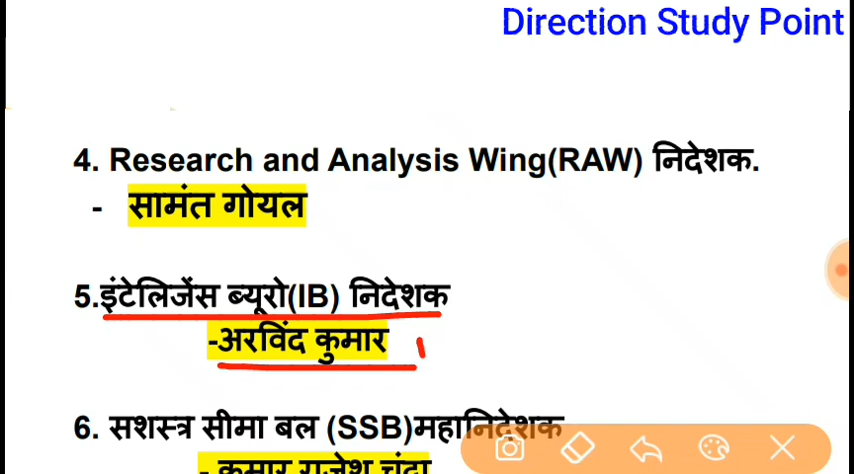 Direction Study Point
4. Research and Analysis Wing(RAW) निदेशक.
- सामंत गोयल
5.इंटेलिजेंस ब्यूरो(IB) निदेशक
-अरविंद कुमार
6. सशस्त्र सीमा बल (SSB)महानिदेशक
- कुमार राजेश चंद्रा